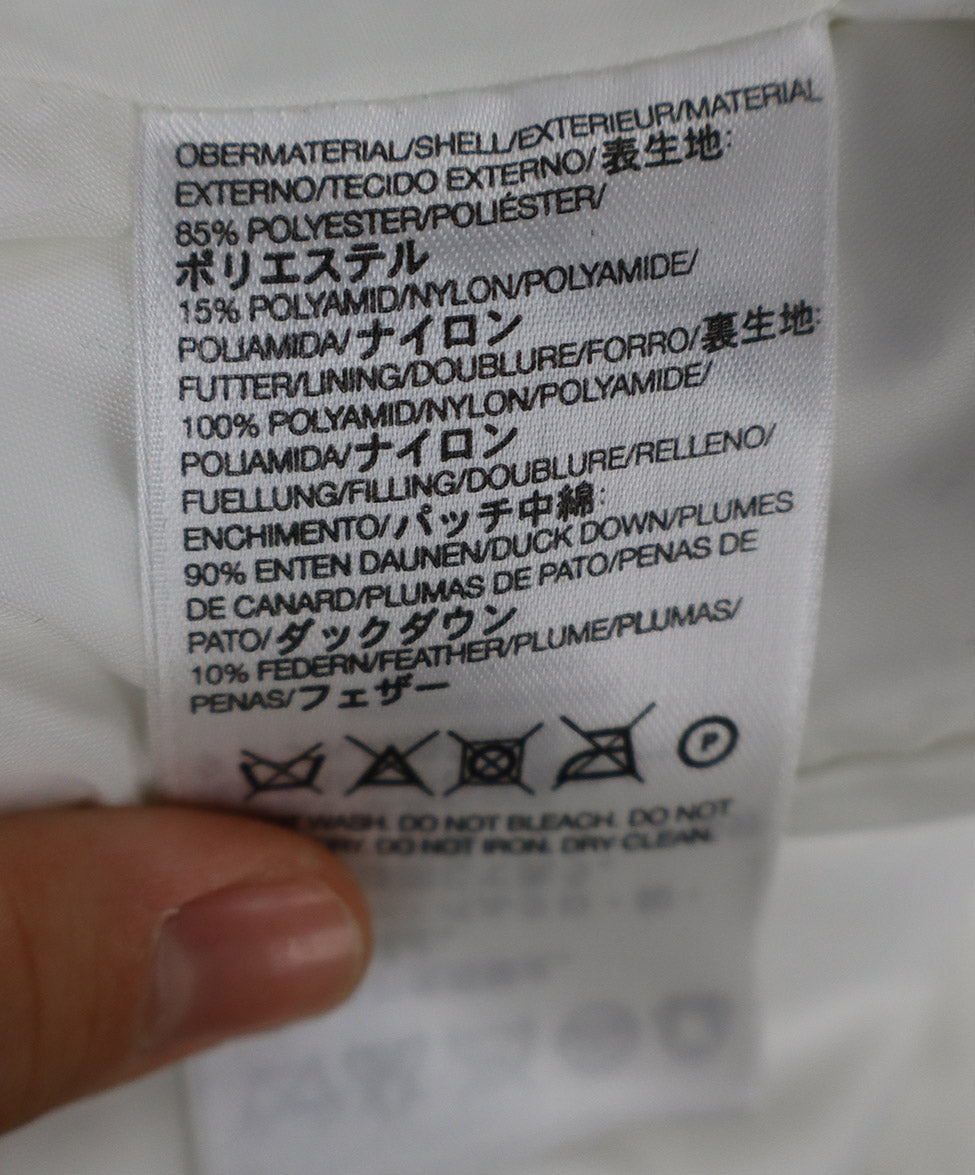 OBERMATERIAL/SHELL/EXTERIEUR/MATERIAL
EXTERNO/TECIDO EXTERNO/表生地:
85% POLYESTER/POLIÉSTER/
ポリエステル
15% POLYAMID/NYLON/POLYAMIDE/
POLIAMIDA/ナイロン
FUTTER/LINING/DOUBLURE/FORRO/裏生地:
100% POLYAMID/NYLON/POLYAMIDE/
POLIAMIDA/ナイロン
FUELLUNG/FILLING/DOUBLURE/RELLENO/
ENCHIMENTO/パッチ中綿:
90% ENTEN DAUNEN/DUCK DOWN/PLUMES
DE CANARD/PLUMAS DE PATO/PENAS DE
PATO/ダックダウン
10% FEDERN/FEATHER/PLUME/PLUMAS/
PENAS/フェザー
P
WASH. DO NOT BLEACH. DO NOT
DRY. DO NOT IRON. DRY CLEAN.